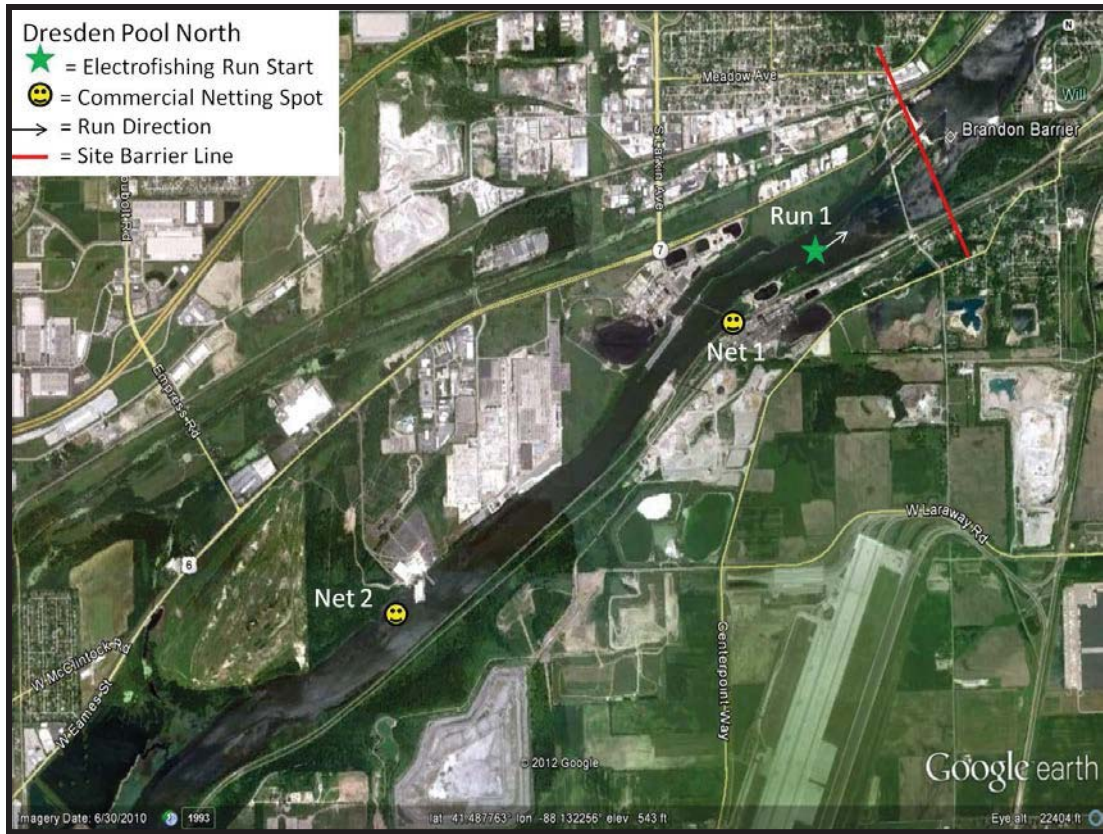 Dresden Pool North
= Electrofishing Run Start
= Commercial Netting Spot
= Run Direction
= Site Barrier Line
N
Meadow Ave
Will
Brandon Barrier
S Larkin Ave
Run 1
7
Net 1
Empress Rd
W Laraway Rd
6
Net 2
W McClintock Rd
W Eames St
Centerpoint Way
© 2012 Google
Google earth
Imagery Date: 6/30/2010
1993
lat 41.487763° lon -88.132256° elev 543 ft
Eye alt 22404 ft